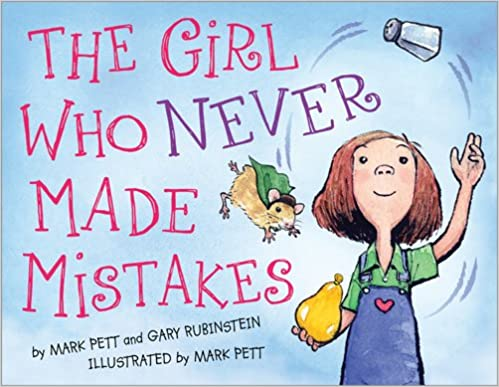 THE GiRL
WHO NEVER
MADE
MiSTAKES
by MARK PETT and GARY RUBINSTEIN
ILLUSTRATED by MARK PETT